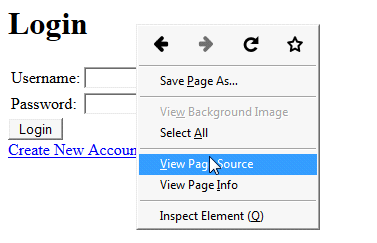 Login
Username:
Password:
Login
Create New Accoun
Save Page As...
View Background Image
Select All
View Page Source
View Page Info
Inspect Element (Q)